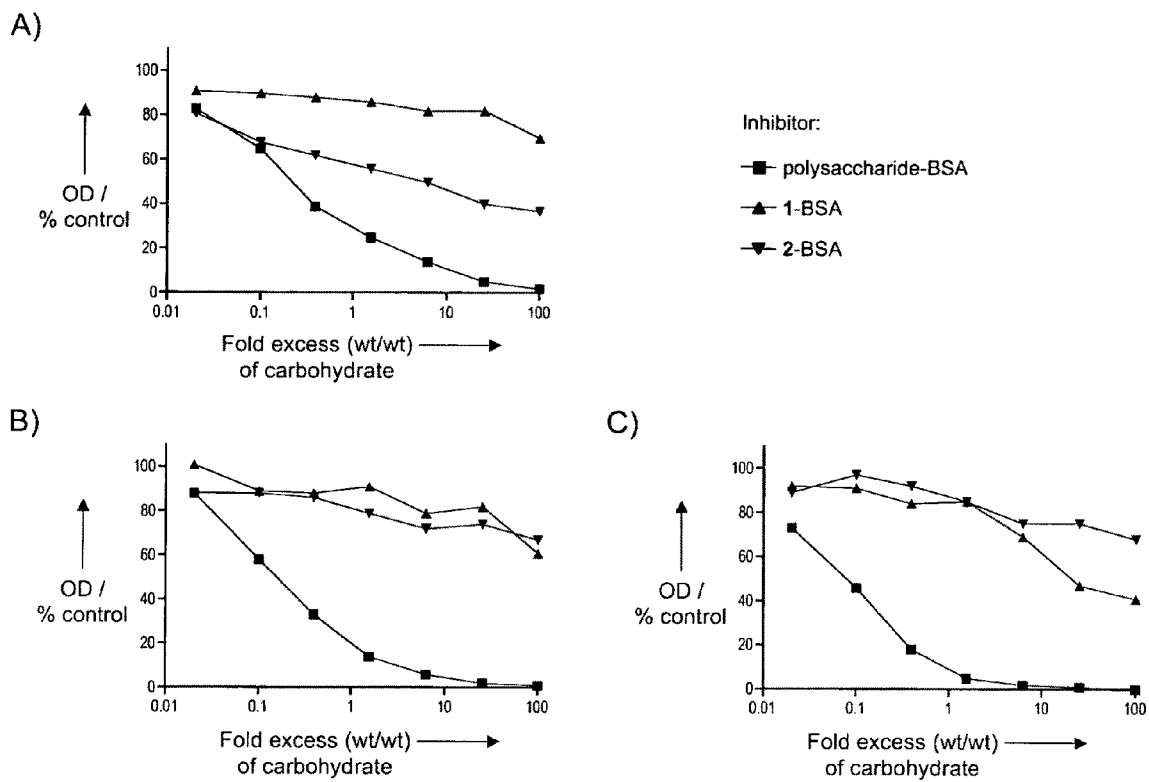 A)
100
80
60
40
20
0
OD /
% control
0.01 0.1 1 10 100
Fold excess (wt/wt)
of carbohydrate
Inhibitor:
polysaccharide-BSA
1-BSA
2-BSA
B)
100
80
60
40
20
0
OD /
% control
0.01 0.1 1 10 100
Fold excess (wt/wt)
of carbohydrate
C)
100
80
60
40
20
0
OD /
% control
0.01 0.1 1 10 100
Fold excess (wt/wt)
of carbohydrate